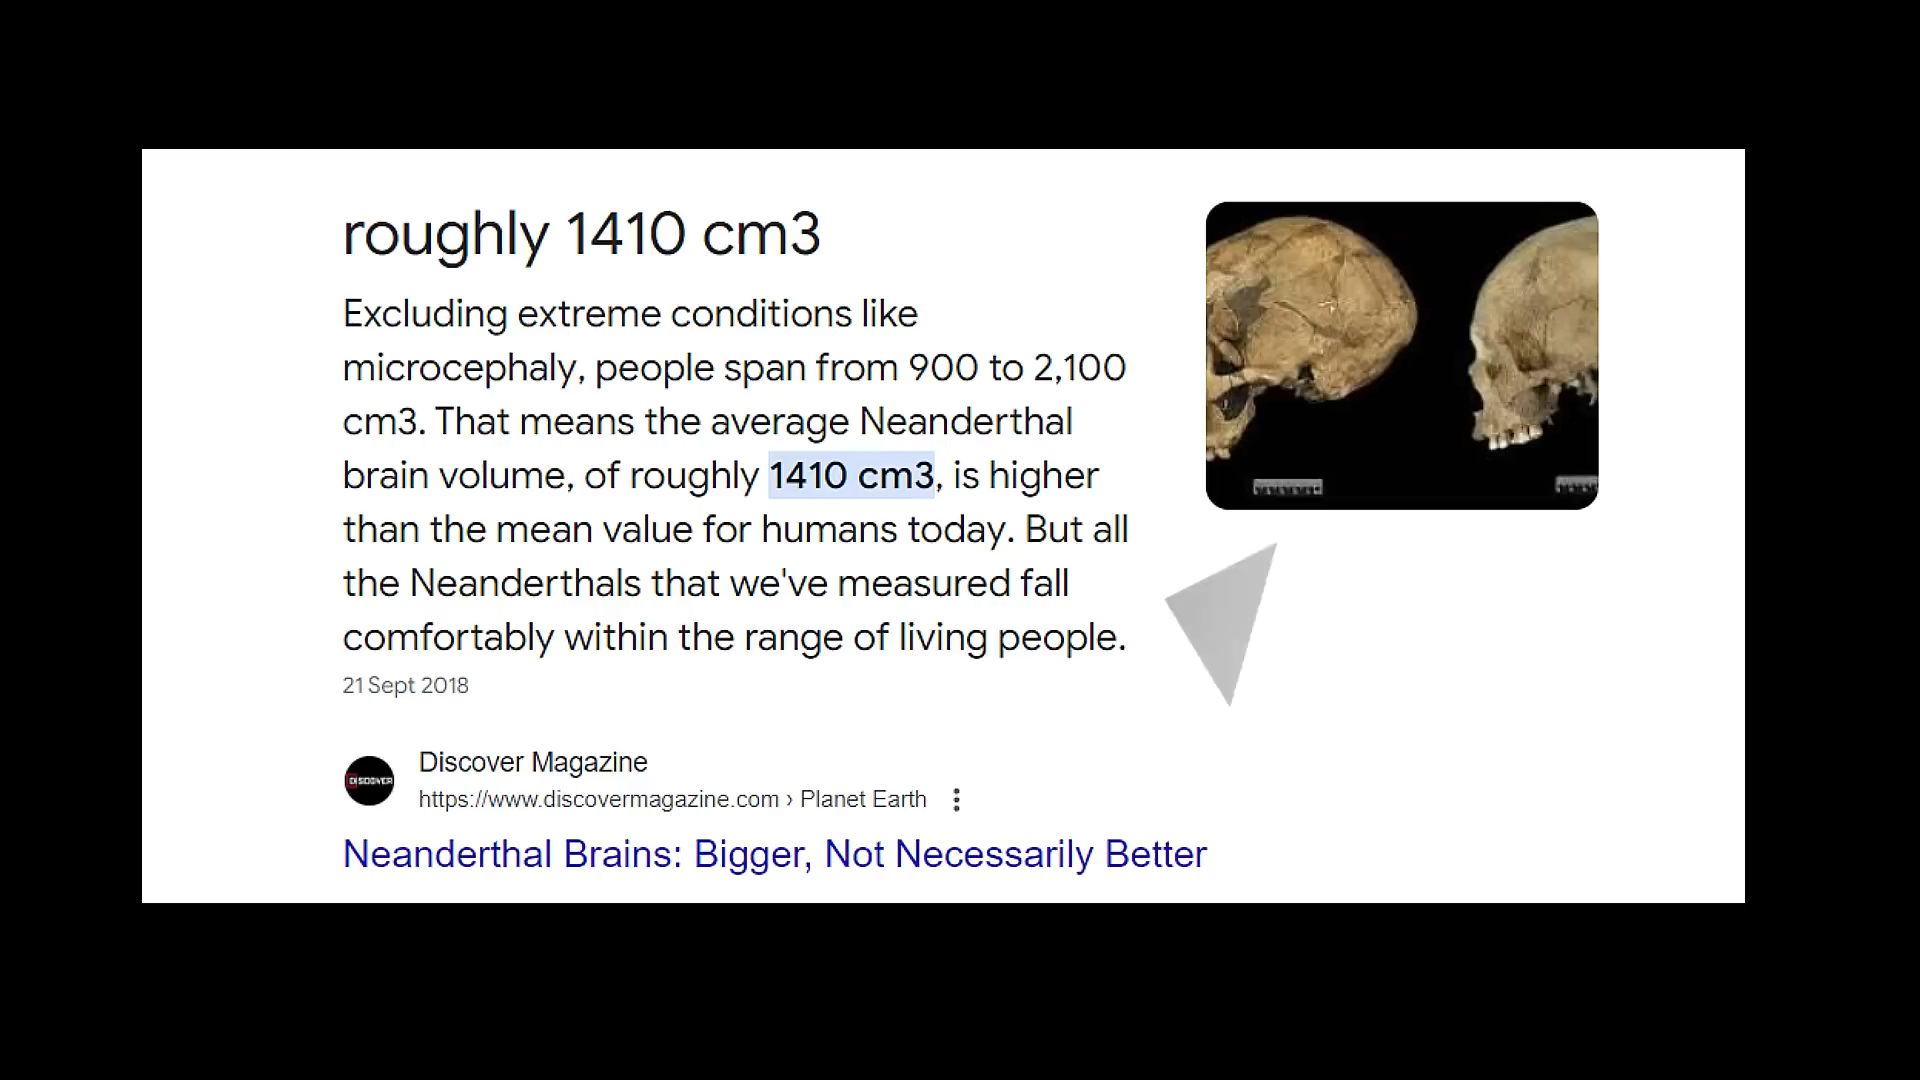 roughly 1410 cm3
Excluding extreme conditions like
microcephaly, people span from 900 to 2,100
cm3. That means the average Neanderthal
brain volume, of roughly 1410 cm3, is higher
than the mean value for humans today. But all
the Neanderthals that we've measured fall
comfortably within the range of living people.
21 Sept 2018
DISCOVER
Discover Magazine
https://www.discovermagazine.com › Planet Earth
Neanderthal Brains: Bigger, Not Necessarily Better